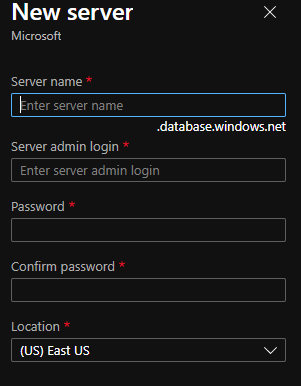 New server
Microsoft
Server name *
Enter server name
.database.windows.net
Server admin login *
Enter server admin login
Password *
Confirm password *
Location *
(US) East US